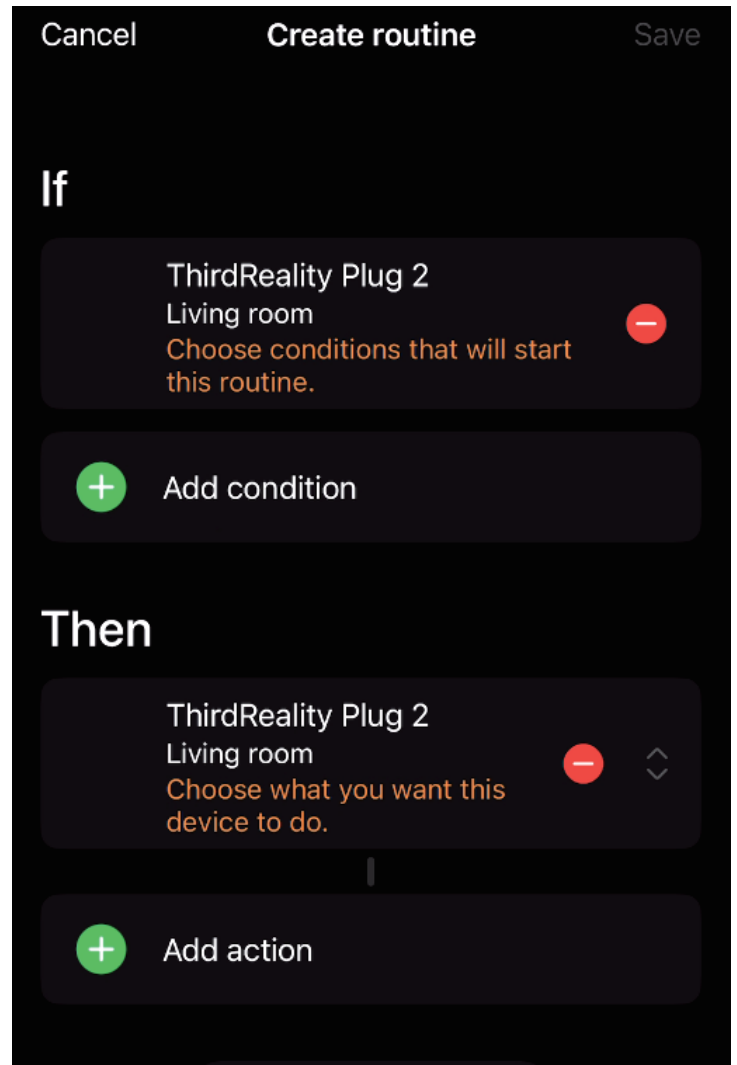 Cancel
Create routine
Save
If
ThirdReality Plug 2
Living room
Choose conditions that will start
this routine.
Add condition
Then
ThirdReality Plug 2
Living room
Choose what you want this
device to do.
Add action